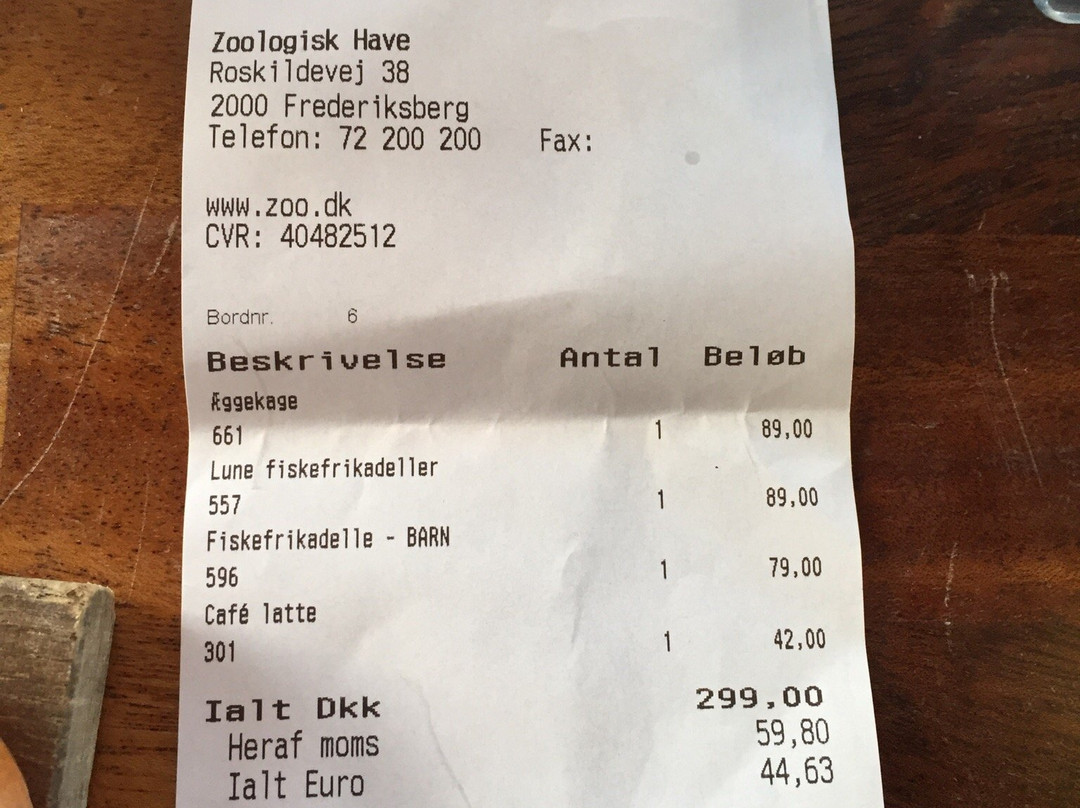 Zoologisk Have
Roskildevej 38
2000 Frederiksberg
Telefon: 72 200 200 Fax:
www.zoo.dk
CVR: 40482512
Bordnr. 6
Beskrivelse Antal Beløb
Æggekage
661 1 89,00
Lune fiskefrikadeller
557 1 89,00
Fiskefrikadelle - BARN
596 1 79,00
Café latte
301 1 42,00
Ialt Dkk 299,00
Heraf moms 59,80
Ialt Euro 44,63